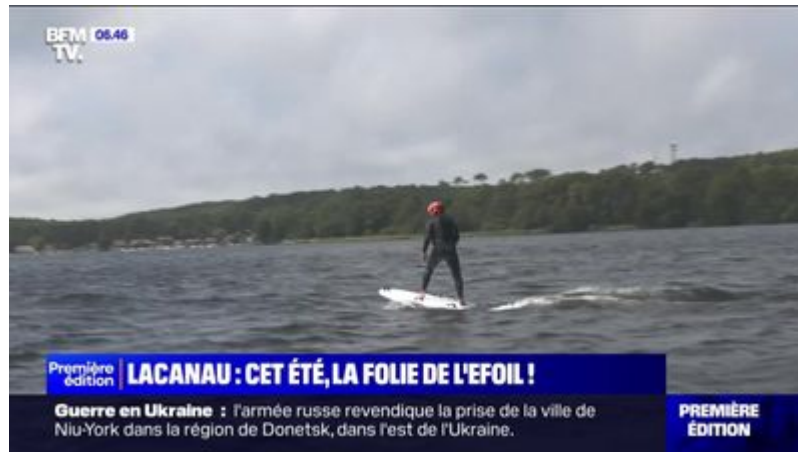 BFM
TV.
06.46
Première
édition
LACANAU : CET ÉTÉ, LA FOLIE DE L'EFOIL !
Guerre en Ukraine : l'armée russe revendique la prise de la ville de
Niu-York dans la région de Donetsk, dans l'est de l'Ukraine.
PREMIÈRE
ÉDITION